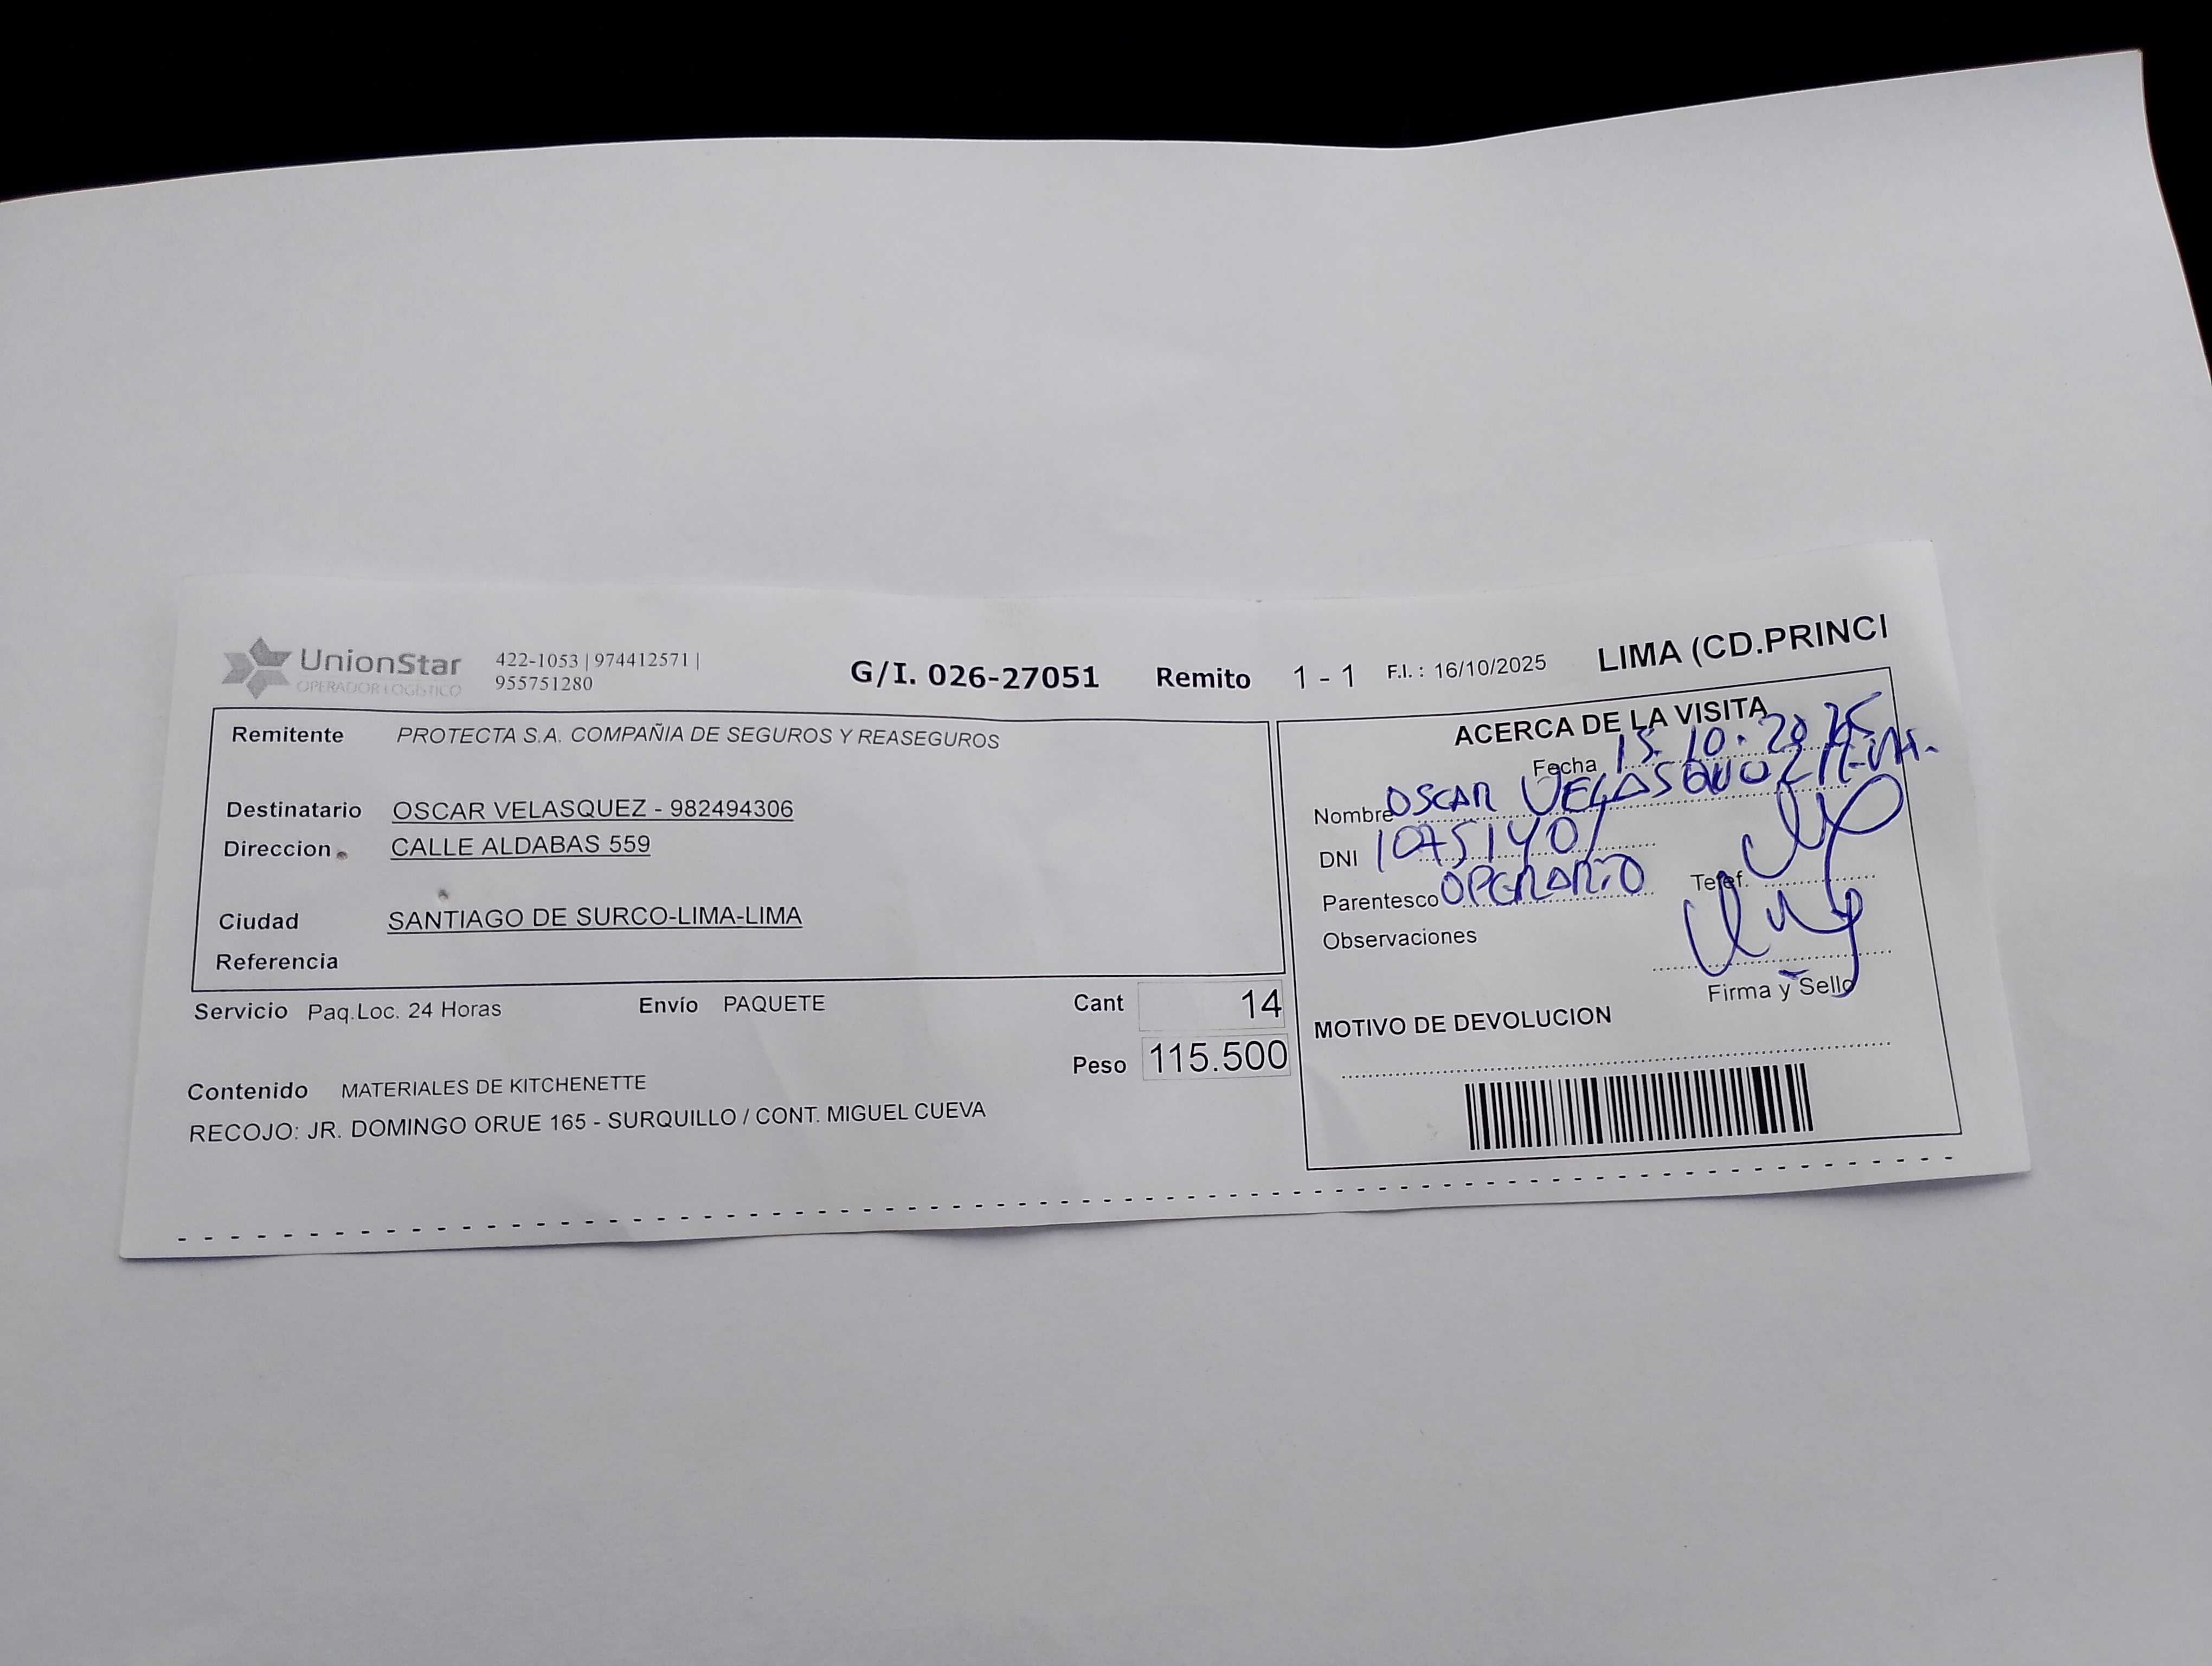 UnionStar
OPERADOR LOGÍSTICO
422-1053 | 974412571 |
955751280
G/I. 026-27051 Remito 1 - 1 F.I. : 16/10/2025 LIMA (CD.PRINCI
Remitente PROTECTA S.A. COMPAÑIA DE SEGUROS Y REASEGUROS
Destinatario OSCAR VELASQUEZ - 982494306
Direccion CALLE ALDABAS 559
Ciudad SANTIAGO DE SURCO-LIMA-LIMA
Referencia
Servicio Paq.Loc. 24 Horas Envío PAQUETE Cant 14
Peso 115.500
Contenido MATERIALES DE KITCHENETTE
RECOJO: JR. DOMINGO ORUE 165 - SURQUILLO / CONT. MIGUEL CUEVA
ACERCA DE LA VISITA
Fecha 15.10.2025
Nombre OSCAR
DNI 10751401
Parentesco OPERARIO Telef.
Observaciones
Firma y Sello
MOTIVO DE DEVOLUCION